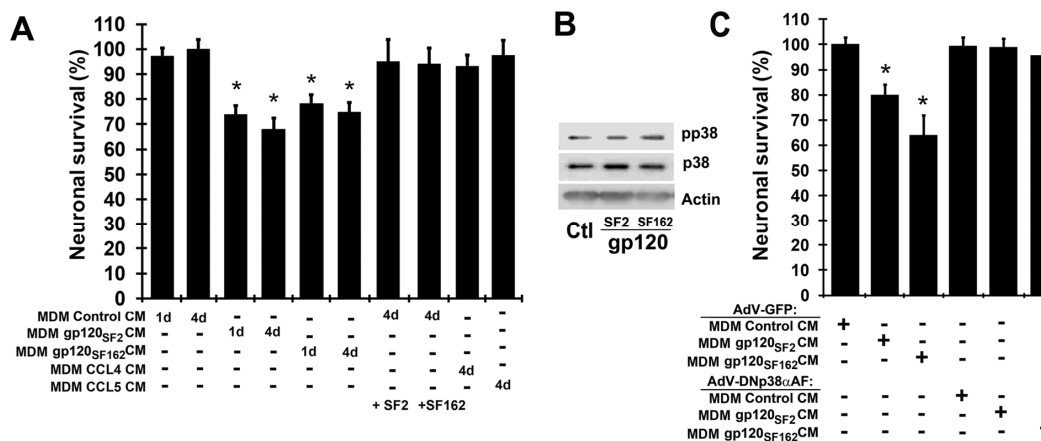 A
Neuronal survival (%)
110
100
90
80
70
60
50
40
30
20
10
0
* * * *
MDM Control CM 1d 4d - - - - 4d 4d - -
MDM gp120SF2CM - - 1d 4d - - - - - -
MDM gp120SF162CM - - - - 1d 4d - - - -
MDM CCL4 CM - - - - - - - - 4d -
MDM CCL5 CM - - - - - - - - - 4d
+ SF2 +SF162
B
pp38
p38
Actin
Ctl SF2 SF162
gp120
C
Neuronal survival (%)
110
100
90
80
70
60
50
40
30
20
10
0
* *
AdV-GFP:
MDM Control CM + - - - -
MDM gp120SF2CM - + - - -
MDM gp120SF162CM - - + - -
AdV-DNp38αAF:
MDM Control CM - - - + -
MDM gp120SF2CM - - - - +
MDM gp120SF162CM - - - - -